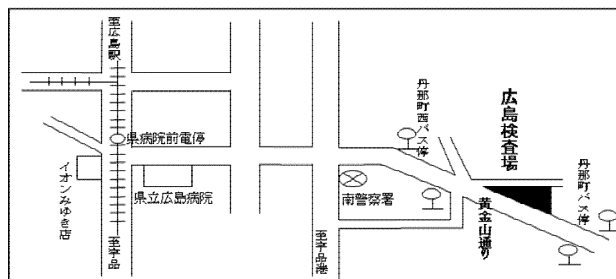 至広島駅
県病院前電停
イオンみゆき店
県立広島病院
至宇品
至宇品港
南警察署
丹那町西バス停
黄金山通り
広島検査場
丹那町バス停